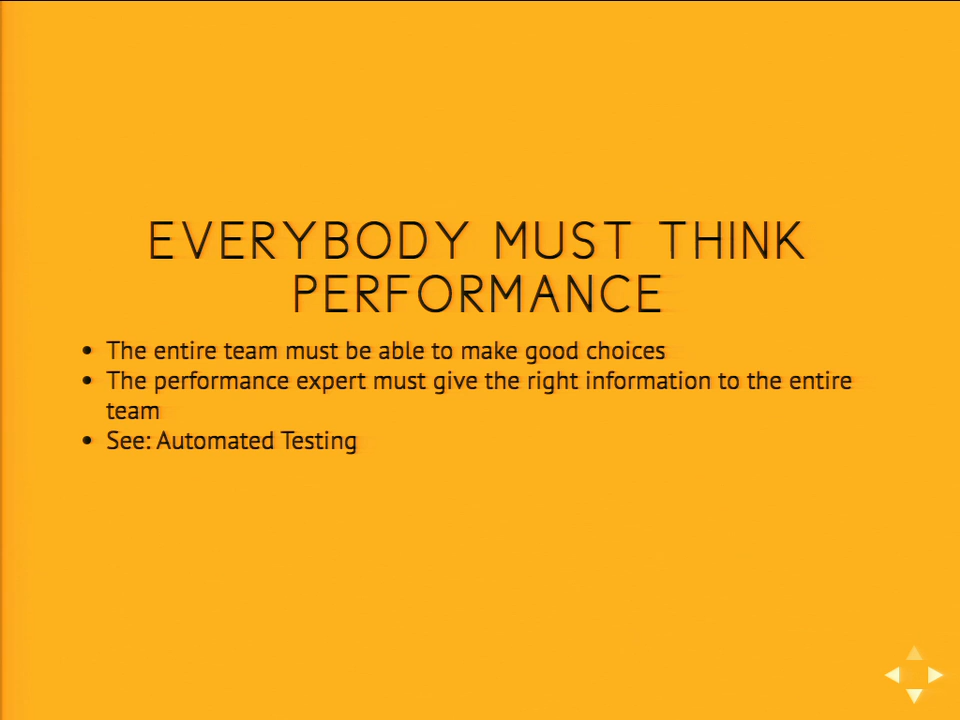 EVERYBODY MUST THINK
PERFORMANCE
• The entire team must be able to make good choices
• The performance expert must give the right information to the entire
team
• See: Automated Testing